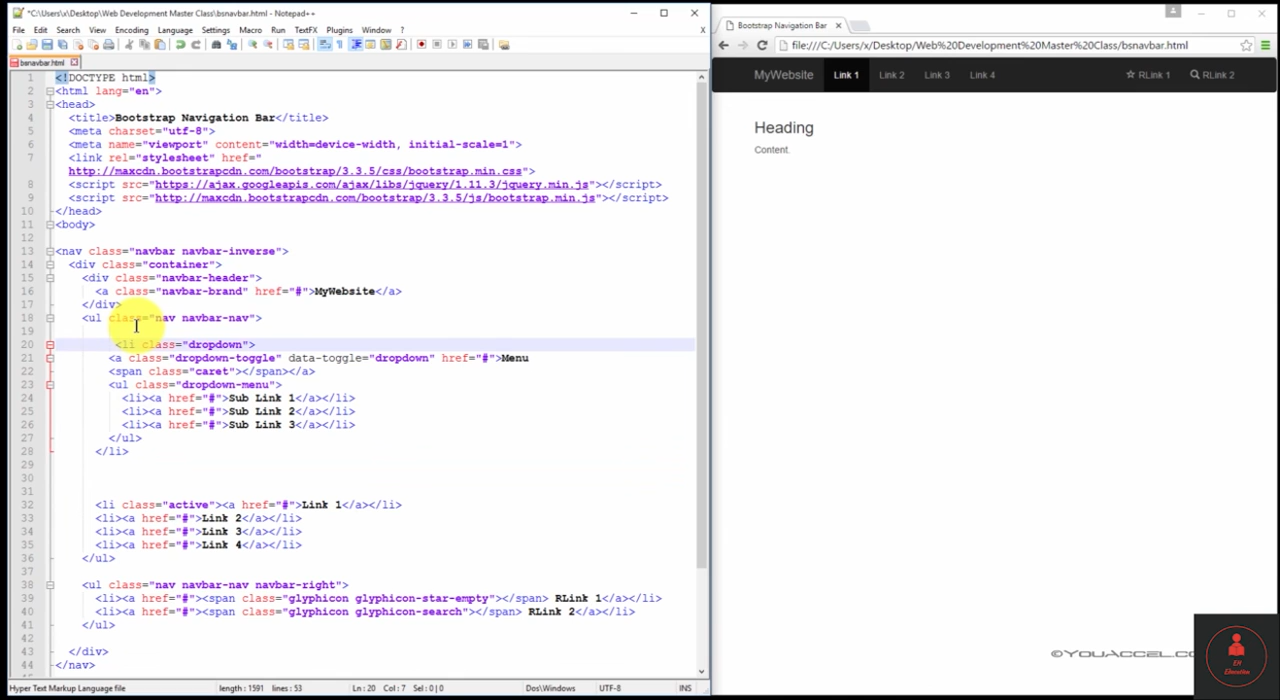 *C:\Users\x\Desktop\Web Development Master Class\bsnavbar.html - Notepad++
File Edit Search View Encoding Language Settings Macro Run TextFX Plugins Window ? X
bsnavbar.html
1 <!DOCTYPE html>
2 <html lang="en">
3 <head>
4 <title>Bootstrap Navigation Bar</title>
5 <meta charset="utf-8">
6 <meta name="viewport" content="width=device-width, initial-scale=1">
7 <link rel="stylesheet" href="
http://maxcdn.bootstrapcdn.com/bootstrap/3.3.5/css/bootstrap.min.css">
8 <script src="https://ajax.googleapis.com/ajax/libs/jquery/1.11.3/jquery.min.js"></script>
9 <script src="http://maxcdn.bootstrapcdn.com/bootstrap/3.3.5/js/bootstrap.min.js"></script>
10 </head>
11 <body>
12
13 <nav class="navbar navbar-inverse">
14 <div class="container">
15 <div class="navbar-header">
16 <a class="navbar-brand" href="#">MyWebsite</a>
17 </div>
18 <ul class="nav navbar-nav">
19
20 <li class="dropdown">
21 <a class="dropdown-toggle" data-toggle="dropdown" href="#">Menu
22 <span class="caret"></span></a>
23 <ul class="dropdown-menu">
24 <li><a href="#">Sub Link 1</a></li>
25 <li><a href="#">Sub Link 2</a></li>
26 <li><a href="#">Sub Link 3</a></li>
27 </ul>
28 </li>
29
30
31
32 <li class="active"><a href="#">Link 1</a></li>
33 <li><a href="#">Link 2</a></li>
34 <li><a href="#">Link 3</a></li>
35 <li><a href="#">Link 4</a></li>
36 </ul>
37
38 <ul class="nav navbar-nav navbar-right">
39 <li><a href="#"><span class="glyphicon glyphicon-star-empty"></span> RLink 1</a></li>
40 <li><a href="#"><span class="glyphicon glyphicon-search"></span> RLink 2</a></li>
41 </ul>
42
43 </div>
44 </nav>
Hyper Text Markup Language file length : 1591 lines : 53 Ln : 20 Col : 7 Sel : 0 | 0 Dos\Windows UTF-8 INS
Bootstrap Navigation Bar
file:///C:/Users/x/Desktop/Web%20Development%20Master%20Class/bsnavbar.html
MyWebsite Link 1 Link 2 Link 3 Link 4 RLink 1 RLink 2
Heading
Content.
©YOUACCEL.CO
ER
Education